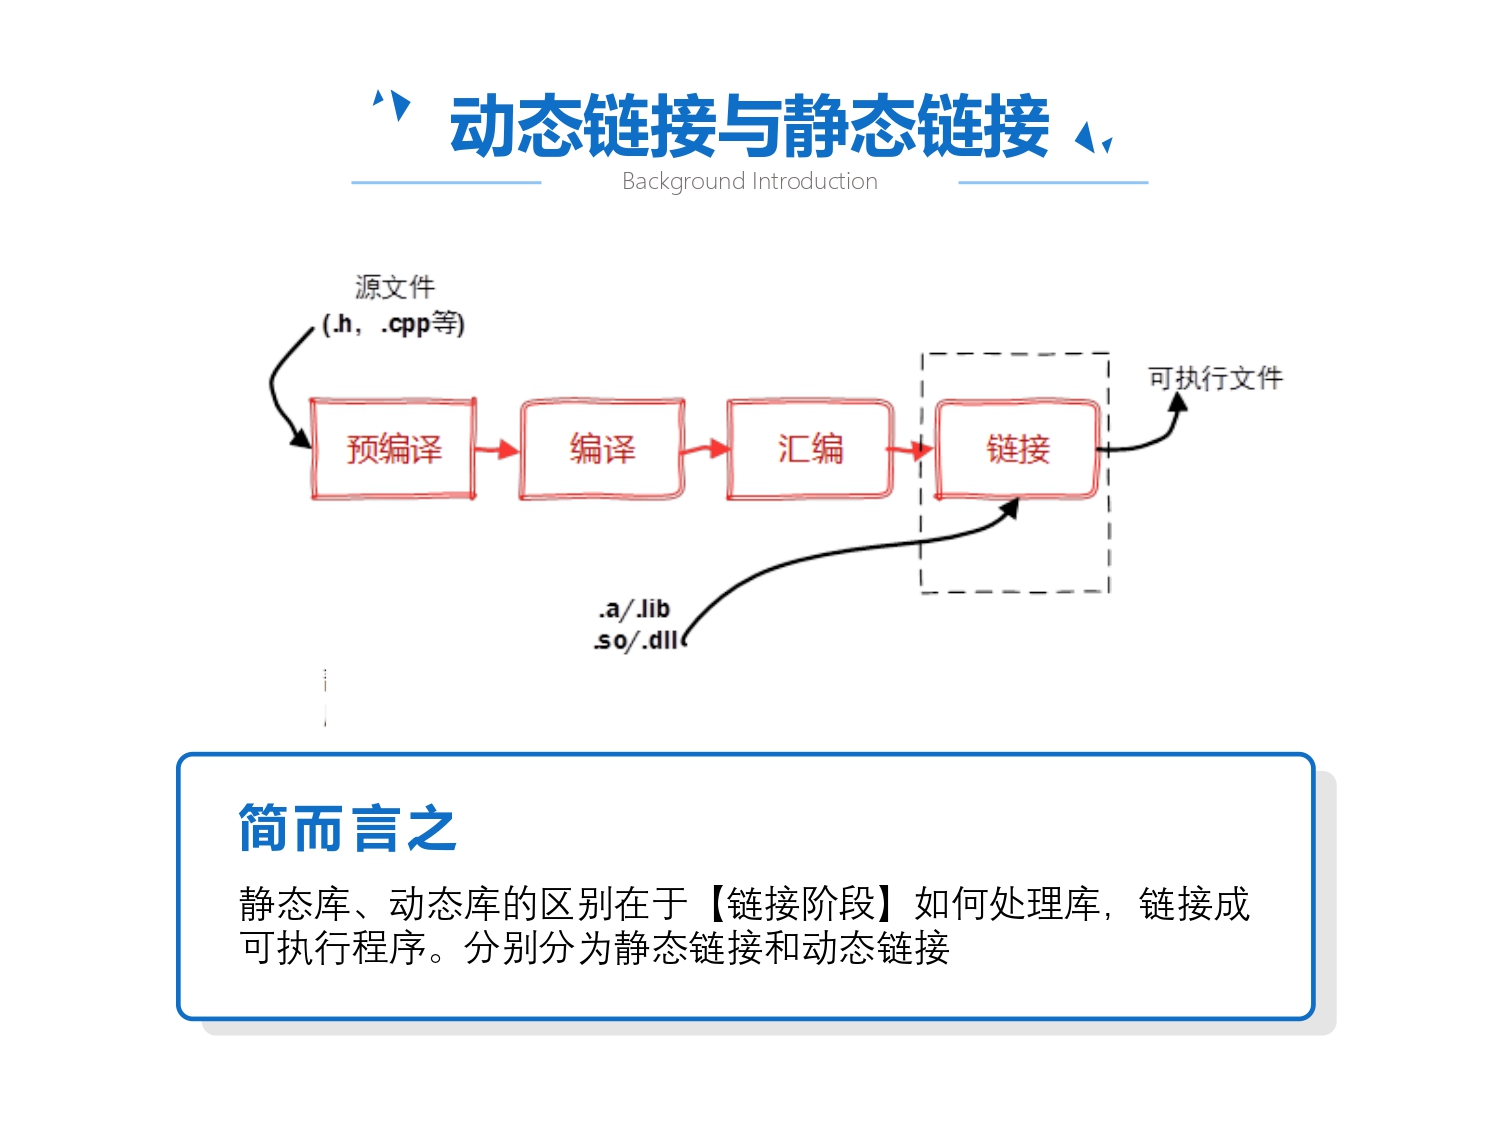 动态链接与静态链接
Background Introduction
源文件
(.h, .cpp等)
可执行文件
预编译
编译
汇编
链接
.a/.lib
.so/.dll
简而言之
静态库、动态库的区别在于【链接阶段】如何处理库，链接成
可执行程序。分别分为静态链接和动态链接